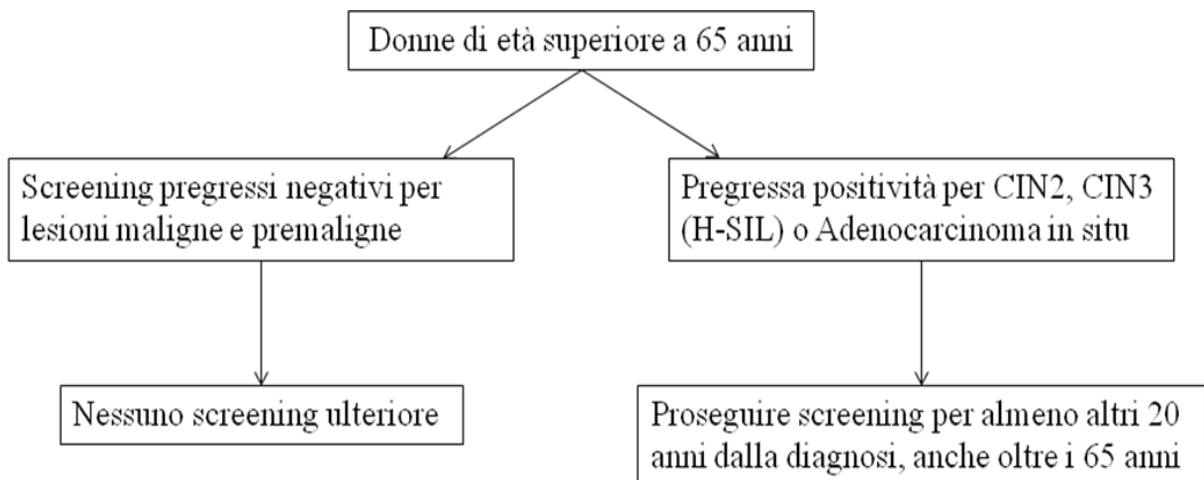 Donne di età superiore a 65 anni
Screening pregressi negativi per
lesioni maligne e premaligne
Pregressa positività per CIN2, CIN3
(H-SIL) o Adenocarcinoma in situ
Nessuno screening ulteriore
Proseguire screening per almeno altri 20
anni dalla diagnosi, anche oltre i 65 anni